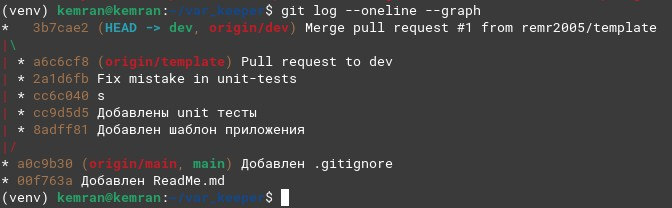 (venv) kemran@kemran:~/var_keeper$ git log --oneline --graph
*   3b7cae2 (HEAD -> dev, origin/dev) Merge pull request #1 from remr2005/template
|\
| * a6c6cf8 (origin/template) Pull request to dev
| * 2a1d6fb Fix mistake in unit-tests
| * cc6c040 s
| * cc9d5d5 Добавлены unit тесты
| * 8adff81 Добавлен шаблон приложения
|/
* a0c9b30 (origin/main, main) Добавлен .gitignore
* 00f763a Добавлен ReadMe.md
(venv) kemran@kemran:~/var_keeper$